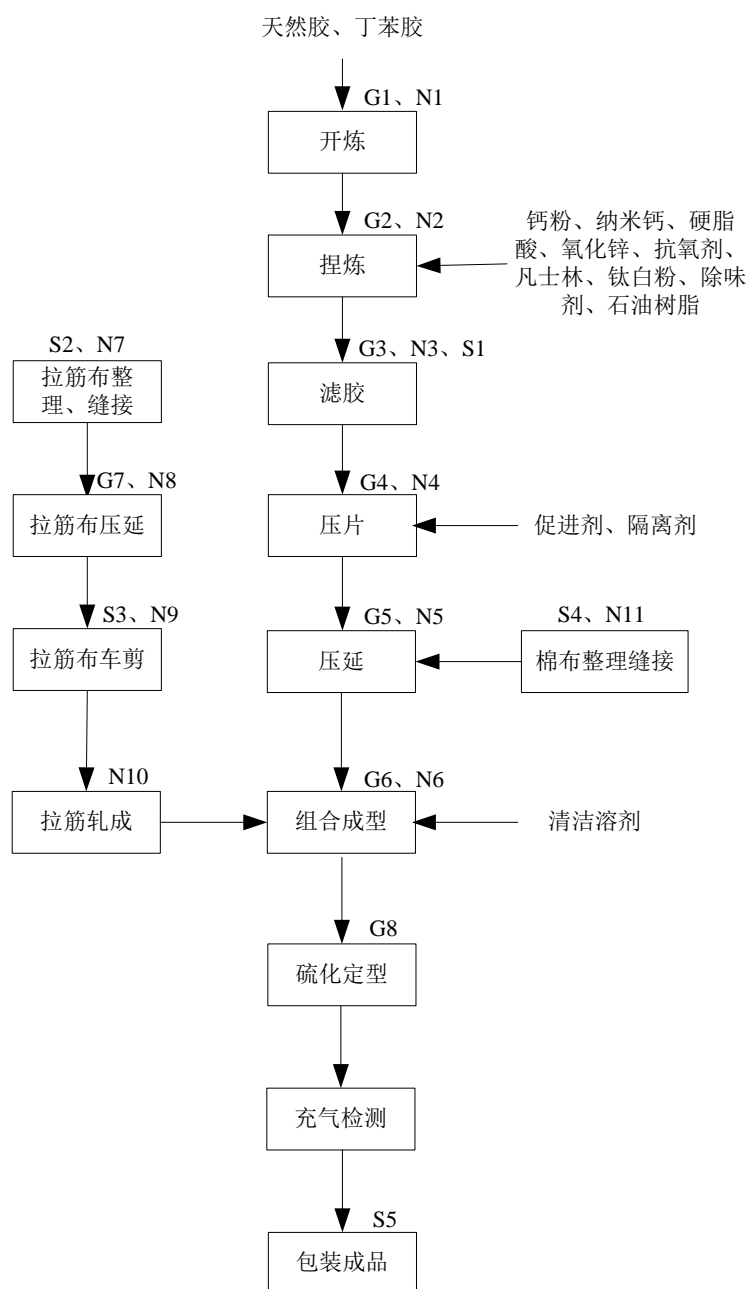 天然胶、丁苯胶
G1、N1
开炼
G2、N2
捏炼
钙粉、纳米钙、硬脂
酸、氧化锌、抗氧剂、
凡士林、钛白粉、除味
剂、石油树脂
G3、N3、S1
滤胶
S2、N7
拉筋布整
理、缝接
G7、N8
拉筋布压延
G4、N4
压片
促进剂、隔离剂
S3、N9
拉筋布车剪
G5、N5
压延
S4、N11
棉布整理缝接
N10
拉筋轧成
G6、N6
组合成型
清洁溶剂
G8
硫化定型
充气检测
S5
包装成品